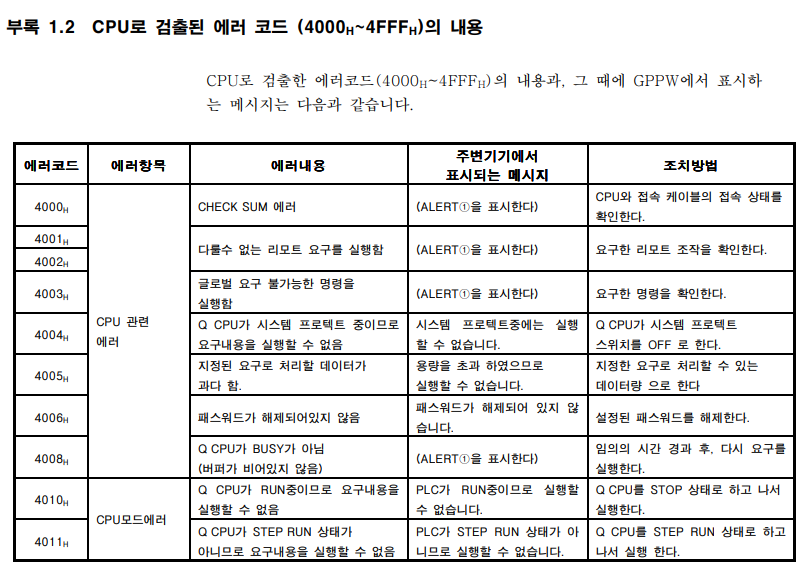 부록 1.2 CPU로 검출된 에러 코드 (4000H~4FFFH)의 내용
CPU로 검출한 에러코드(4000H~4FFFH)의 내용과, 그 때에 GPPW에서 표시하
는 메시지는 다음과 같습니다.
에러코드 에러항목 에러내용 주변기기에서 조치방법
표시되는 메시지
4000H CHECK SUM 에러 (ALERT①을 표시한다) CPU와 접속 케이블의 접속 상태를
확인한다.
4001H
4002H
다룰수 없는 리모트 요구를 실행함 (ALERT①을 표시한다) 요구한 리모트 조작을 확인한다.
4003H 글로벌 요구 불가능한 명령을
실행함
(ALERT①을 표시한다) 요구한 명령을 확인한다.
CPU 관련
에러
4004H Q CPU가 시스템 프로텍트 중이므로
요구내용을 실행할 수 없음
시스템 프로텍트중에는 실행
할 수 없습니다.
Q CPU가 시스템 프로텍트
스위치를 OFF 로 한다.
4005H 지정된 요구로 처리할 데이터가
과다 함.
용량을 초과 하였으므로
실행할 수 없습니다.
지정한 요구로 처리할 수 있는
데이터량 으로 한다
4006H 패스워드가 해제되어있지 않음
패스워드가 해제되어 있지 않
습니다.
설정된 패스워드를 해제한다.
4008H Q CPU가 BUSY가 아님
(버퍼가 비어있지 않음)
(ALERT①을 표시한다)
임의의 시간 경과 후, 다시 요구를
실행한다.
4010H CPU모드에러
Q CPU가 RUN중이므로 요구내용을
실행할 수 없음
PLC가 RUN중이므로 실행할
수 없습니다.
Q CPU를 STOP 상태로 하고 나서
실행한다.
4011H Q CPU가 STEP RUN 상태가
아니므로 요구내용을 실행할 수 없음
PLC가 STEP RUN 상태가 아
니므로 실행할 수 없습니다.
Q CPU를 STEP RUN 상태로 하고
나서 실행 한다.